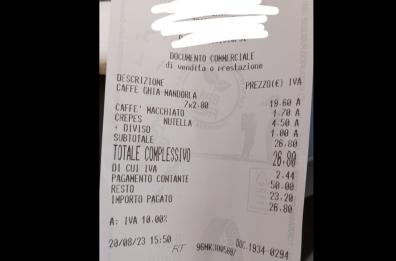 DOCUMENTO COMMERCIALE
di vendita o prestazione
DESCRIZIONE PREZZO(€) IVA
CAFFE GHIA-MANDORLA
7x2.80 19.60 A
CAFFE' MACCHIATO 1.70 A
CREPES NUTELLA 4.50 A
+ DIVISO 1.00 A
SUBTOTALE 26.80
TOTALE COMPLESSIVO 26.80
DI CUI IVA 2.44
PAGAMENTO CONTANTE 50.00
RESTO 23.20
IMPORTO PAGATO 26.80
A: IVA 10.00%
20/08/23 15:50 DOC.1934-0294
RT